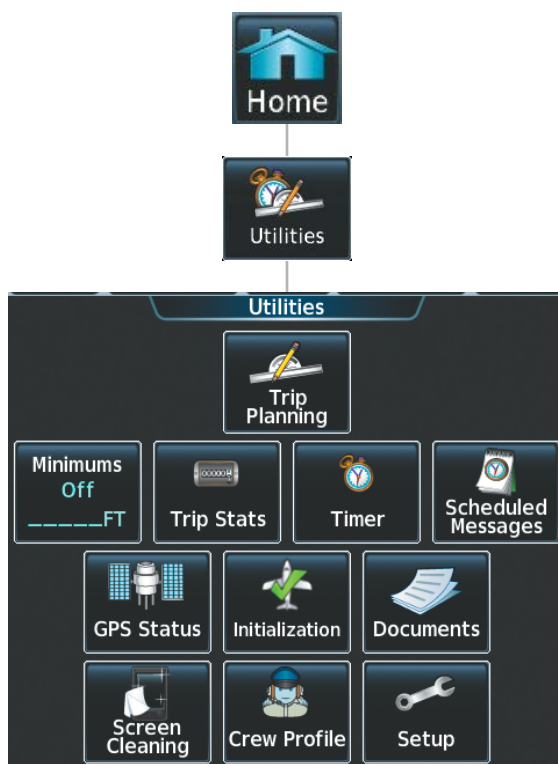 Home
Utilities
Utilities
Trip
Planning
Minimums
Off
_____FT
Trip Stats
Timer
Scheduled
Messages
GPS Status
Initialization
Documents
Screen
Cleaning
Crew Profile
Setup